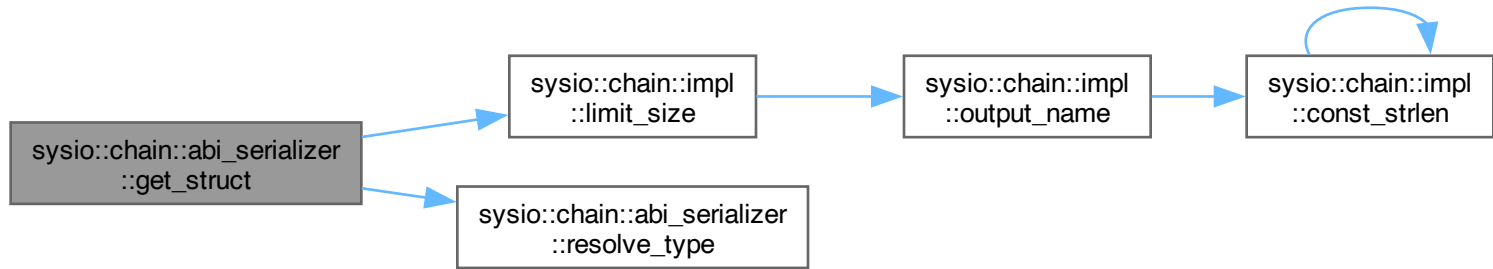 sysio::chain::abi_serializer
::get_struct
sysio::chain::impl
::limit_size
sysio::chain::impl
::output_name
sysio::chain::impl
::const_strlen
sysio::chain::abi_serializer
::resolve_type